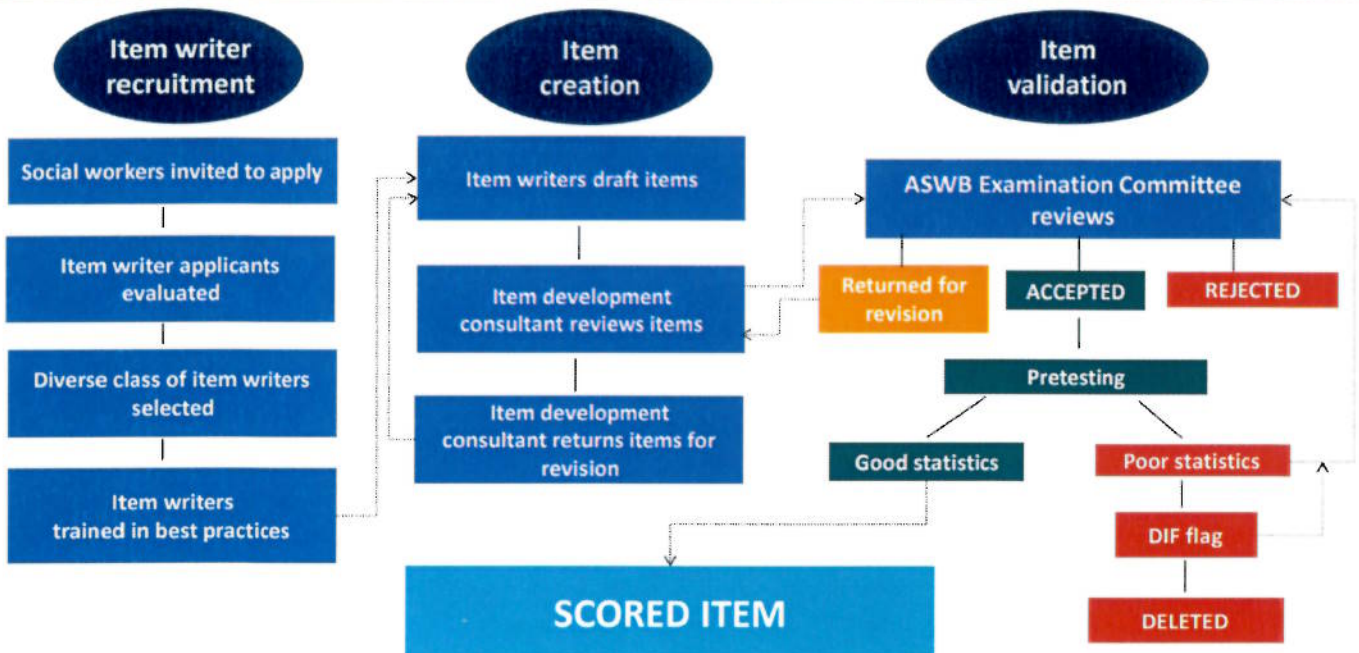 Item writer
recruitment
Social workers invited to apply
Item writer applicants
evaluated
Diverse class of item writers
selected
Item writers
trained in best practices
Item
creation
Item writers draft items
Item development
consultant reviews items
Item development
consultant returns items for
revision
Item
validation
ASWB Examination Committee
reviews
Returned for
revision
ACCEPTED
REJECTED
Pretesting
Good statistics
Poor statistics
DIF flag
DELETED
SCORED ITEM